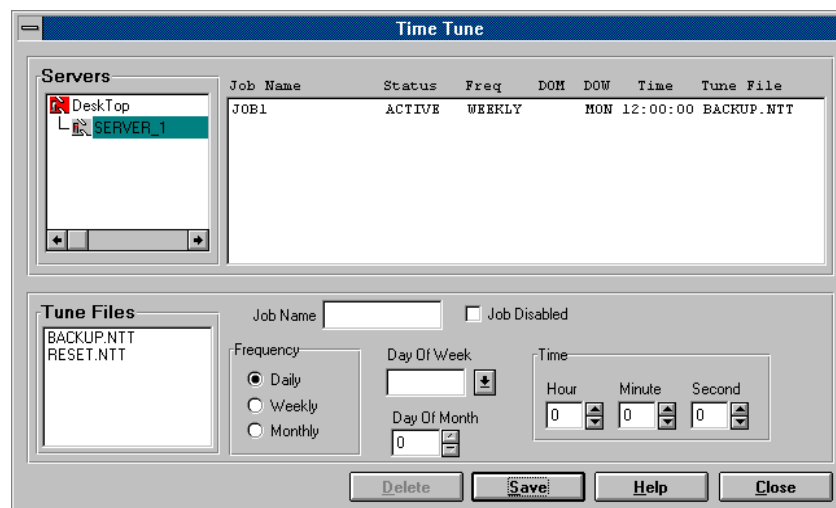 Time Tune
Servers
DeskTop
SERVER_1
Job Name Status Freq DOM DOW Time Tune File
JOB1 ACTIVE WEEKLY MON 12:00:00 BACKUP.NTT
Tune Files
BACKUP.NTT
RESET.NTT
Job Name
Job Disabled
Frequency
Daily
Weekly
Monthly
Day Of Week
Day Of Month
0
Time
Hour Minute Second
0 0 0
Delete Save Help Close